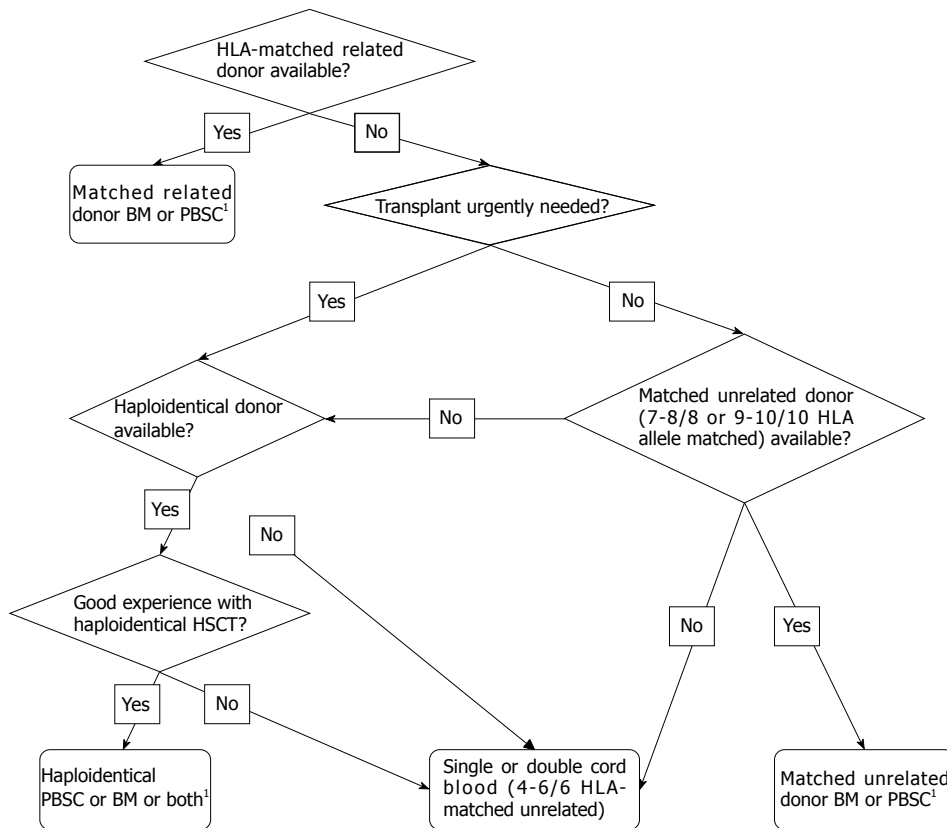 HLA-matched related
donor available?
Yes
No
Matched related
donor BM or PBSC¹
Transplant urgently needed?
Yes
No
Haploidentical donor
available?
No
Matched unrelated donor
(7-8/8 or 9-10/10 HLA
allele matched) available?
Yes
No
Good experience with
haploidentical HSCT?
No
Yes
Yes
No
Haploidentical
PBSC or BM or both¹
Single or double cord
blood (4-6/6 HLA-
matched unrelated)
Matched unrelated
donor BM or PBSC¹